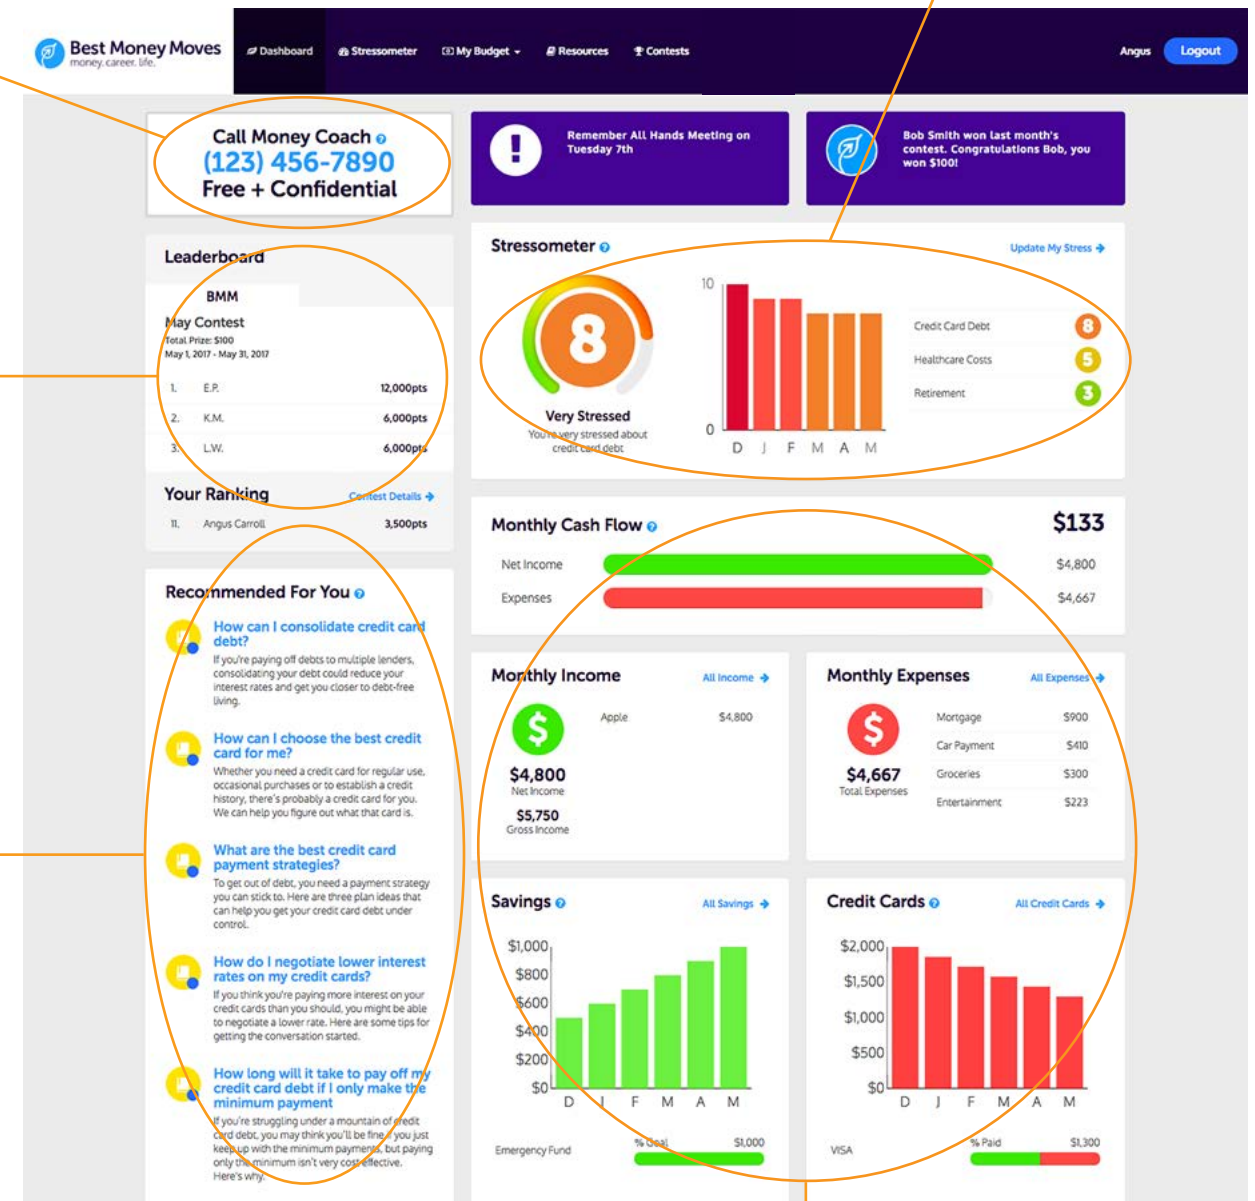 Best Money Moves
money. career. life.
Dashboard
Stressometer
My Budget
Resources
Contests
Angus
Logout
Call Money Coach
(123) 456-7890
Free + Confidential
Remember All Hands Meeting on
Tuesday 7th
Bob Smith won last month's
contest. Congratulations Bob, you
won $100!
Leaderboard
BMM
May Contest
Total Prize: $100
May 1, 2017 - May 31, 2017
1. E.P. 12,000pts
2. K.M. 6,000pts
3. L.W. 6,000pts
Your Ranking
Contest Details
11. Angus Carroll 3,500pts
Recommended For You
How can I consolidate credit card
debt?
If you're paying off debts to multiple lenders,
consolidating your debt could reduce your
interest rates and get you closer to debt-free
living.
How can I choose the best credit
card for me?
Whether you need a credit card for regular use,
occasional purchases or to establish a credit
history, there's probably a credit card for you.
We can help you figure out what that card is.
What are the best credit card
payment strategies?
To get out of debt, you need a payment strategy
you can stick to. Here are three plan ideas that
can help you get your credit card debt under
control.
How do I negotiate lower interest
rates on my credit cards?
If you think you're paying more interest on your
credit cards than you should, you might be able
to negotiate a lower rate. Here are some tips for
getting the conversation started.
How long will it take to pay off my
credit card debt if I only make the
minimum payment
If you're struggling under a mountain of credit
card debt, you may think you'll be fine if you just
keep up with the minimum payments, but paying
only the minimum isn't very cost effective.
Here's why.
Stressometer
Update My Stress
8
Very Stressed
You're very stressed about
credit card debt
10
0
D J F M A M
Credit Card Debt 8
Healthcare Costs 5
Retirement 3
Monthly Cash Flow
$133
Net Income $4,800
Expenses $4,667
Monthly Income
All Income
$
Apple $4,800
$4,800
Net Income
$5,750
Gross Income
Monthly Expenses
All Expenses
$
$4,667
Total Expenses
Mortgage $900
Car Payment $410
Groceries $300
Entertainment $223
Savings
All Savings
$1,000
$800
$600
$400
$200
$0
D J F M A M
Emergency Fund
% Goal $1,000
Credit Cards
All Credit Cards
$2,000
$1,500
$1,000
$500
$0
D J F M A M
VISA
% Paid $1,300